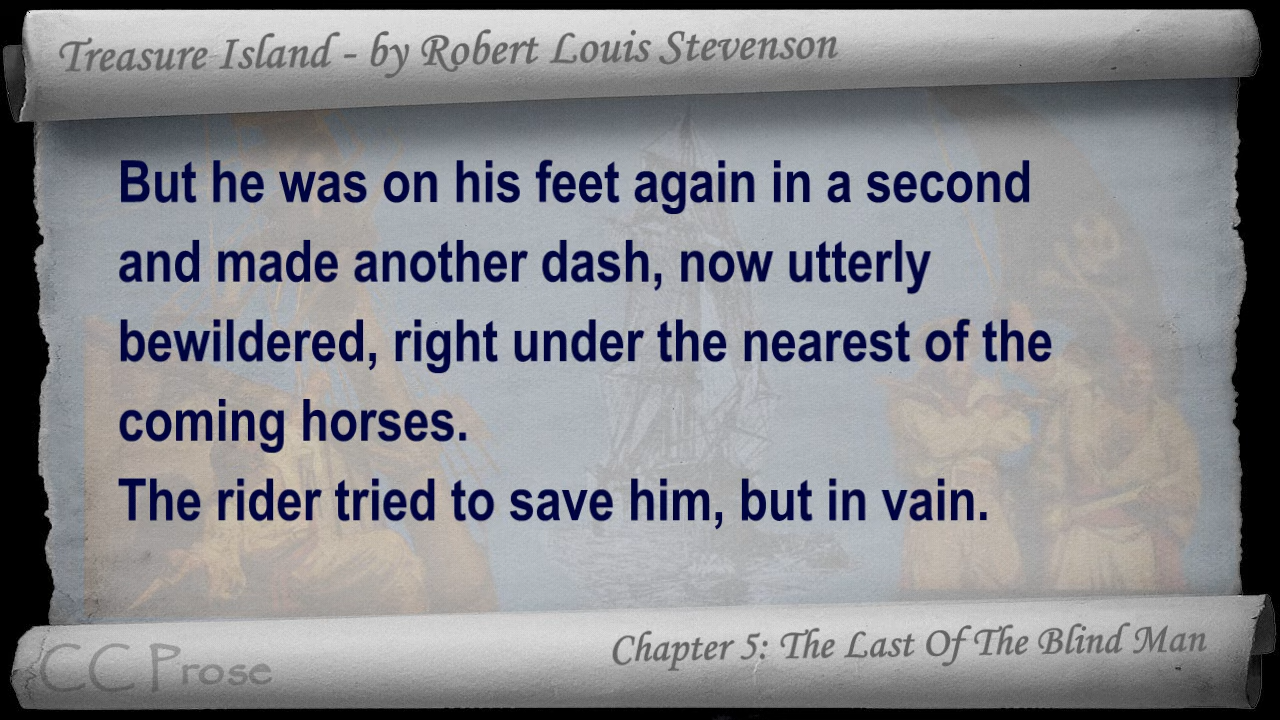 Treasure Island - by Robert Louis Stevenson
But he was on his feet again in a second
and made another dash, now utterly
bewildered, right under the nearest of the
coming horses.
The rider tried to save him, but in vain.
Chapter 5: The Last Of The Blind Man
CC Prose